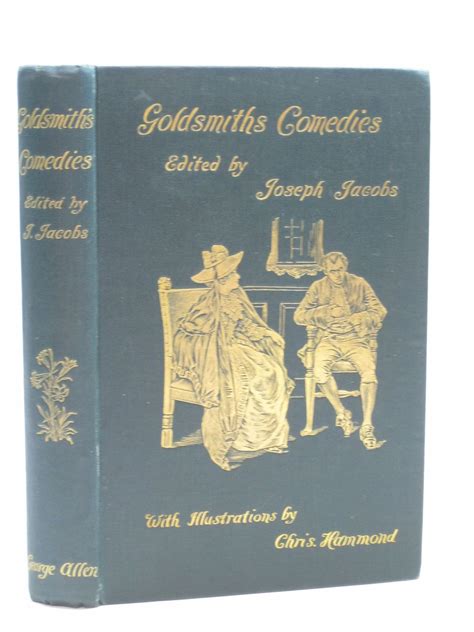 Goldsmith's
Comedies
Edited by
J. Jacobs
George Allen
Goldsmiths Comedies
Edited by
Joseph Jacobs
With Illustrations by
Chris. Hammond